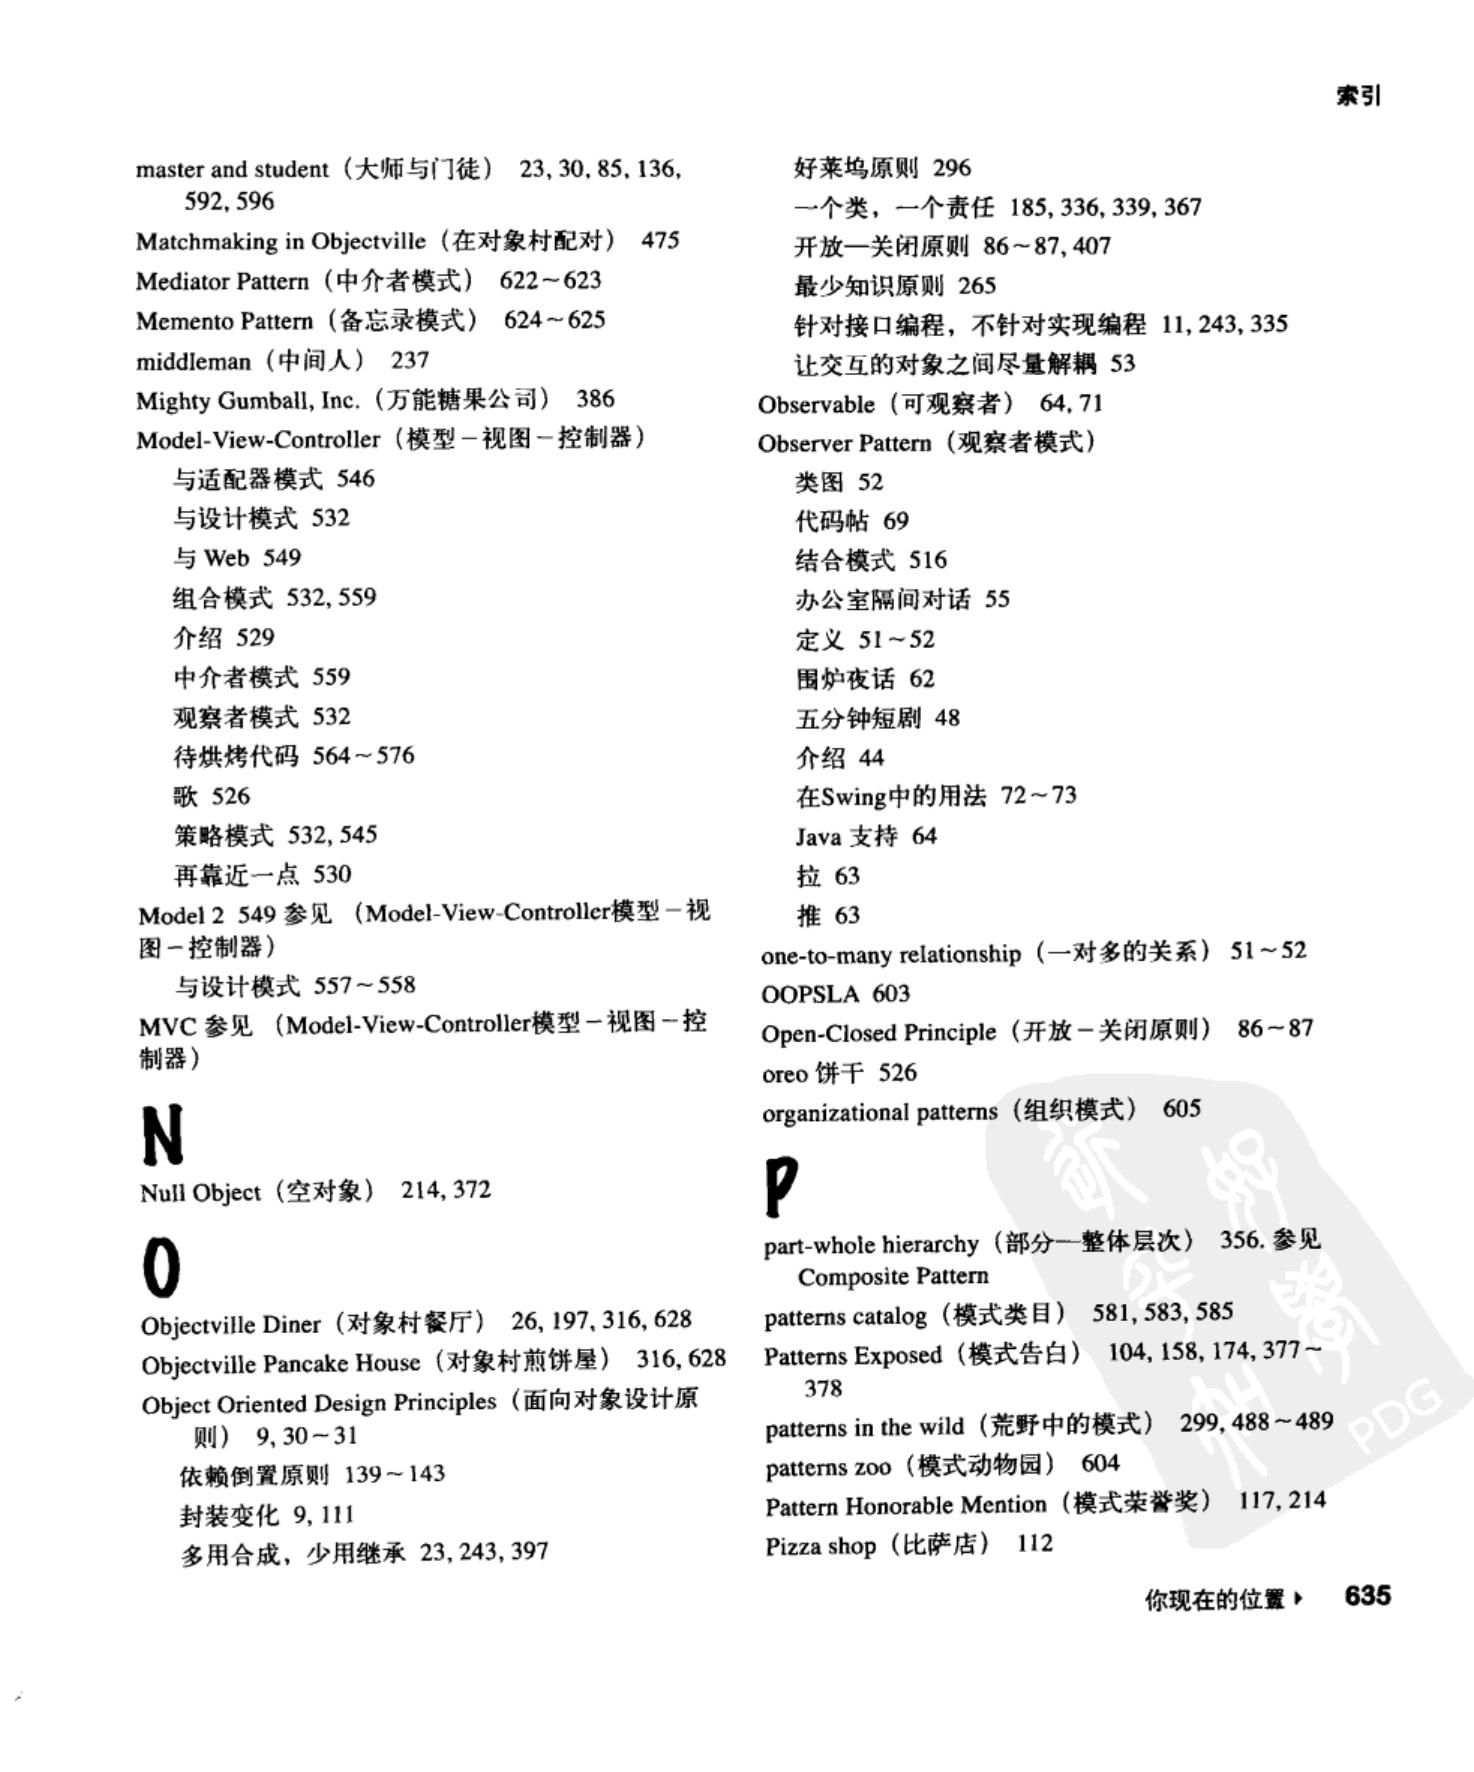 索引
master and student（大师与门徒） 23, 30, 85, 136,
592, 596
Matchmaking in Objectville（在对象村配对） 475
Mediator Pattern（中介者模式） 622～623
Memento Pattern（备忘录模式） 624～625
middleman（中间人） 237
Mighty Gumball, Inc.（万能糖果公司） 386
Model-View-Controller（模型－视图－控制器）
与适配器模式 546
与设计模式 532
与 Web 549
组合模式 532, 559
介绍 529
中介者模式 559
观察者模式 532
待烘烤代码 564～576
歌 526
策略模式 532, 545
再靠近一点 530
Model 2 549 参见 （Model-View-Controller模型－视
图－控制器）
与设计模式 557～558
MVC 参见 （Model-View-Controller模型－视图－控
制器）
N
Null Object（空对象） 214, 372
O
Objectville Diner（对象村餐厅） 26, 197, 316, 628
Objectville Pancake House（对象村煎饼屋） 316, 628
Object Oriented Design Principles（面向对象设计原
则） 9, 30～31
依赖倒置原则 139～143
封装变化 9, 111
多用合成，少用继承 23, 243, 397
好莱坞原则 296
一个类，一个责任 185, 336, 339, 367
开放—关闭原则 86～87, 407
最少知识原则 265
针对接口编程，不针对实现编程 11, 243, 335
让交互的对象之间尽量解耦 53
Observable（可观察者） 64, 71
Observer Pattern（观察者模式）
类图 52
代码帖 69
结合模式 516
办公室隔间对话 55
定义 51～52
围炉夜话 62
五分钟短剧 48
介绍 44
在Swing中的用法 72～73
Java 支持 64
拉 63
推 63
one-to-many relationship（一对多的关系） 51～52
OOPSLA 603
Open-Closed Principle（开放－关闭原则） 86～87
oreo 饼干 526
organizational patterns（组织模式） 605
P
part-whole hierarchy（部分—整体层次） 356. 参见
Composite Pattern
patterns catalog（模式类目） 581, 583, 585
Patterns Exposed（模式告白） 104, 158, 174, 377～
378
patterns in the wild（荒野中的模式） 299, 488～489
patterns zoo（模式动物园） 604
Pattern Honorable Mention（模式荣誉奖） 117, 214
Pizza shop（比萨店） 112
PDG
你现在的位置 ▸ 635